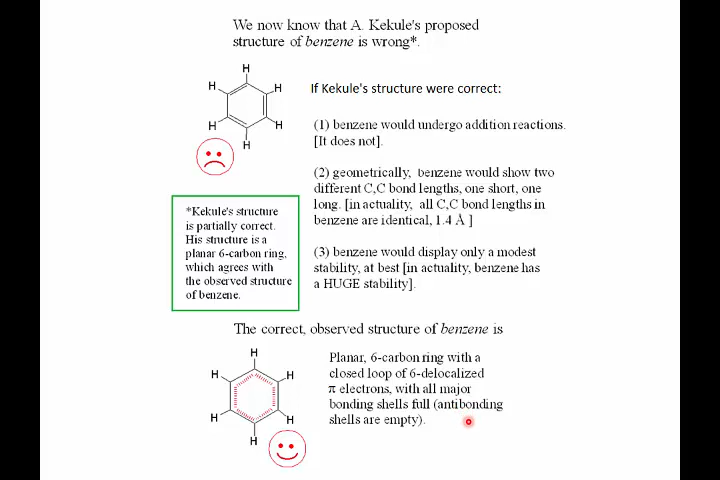 We now know that A. Kekule's proposed
structure of benzene is wrong*.
H
H
H
H
H
H
If Kekule's structure were correct:
(1) benzene would undergo addition reactions.
[It does not].
(2) geometrically, benzene would show two
different C,C bond lengths, one short, one
long. [in actuality, all C,C bond lengths in
benzene are identical, 1.4 Å ]
(3) benzene would display only a modest
stability, at best [in actuality, benzene has
a HUGE stability].
*Kekule's structure
is partially correct.
His structure is a
planar 6-carbon ring,
which agrees with
the observed structure
of benzene.
The correct, observed structure of benzene is
H
H
H
H
H
H
Planar, 6-carbon ring with a
closed loop of 6-delocalized
π electrons, with all major
bonding shells full (antibonding
shells are empty).